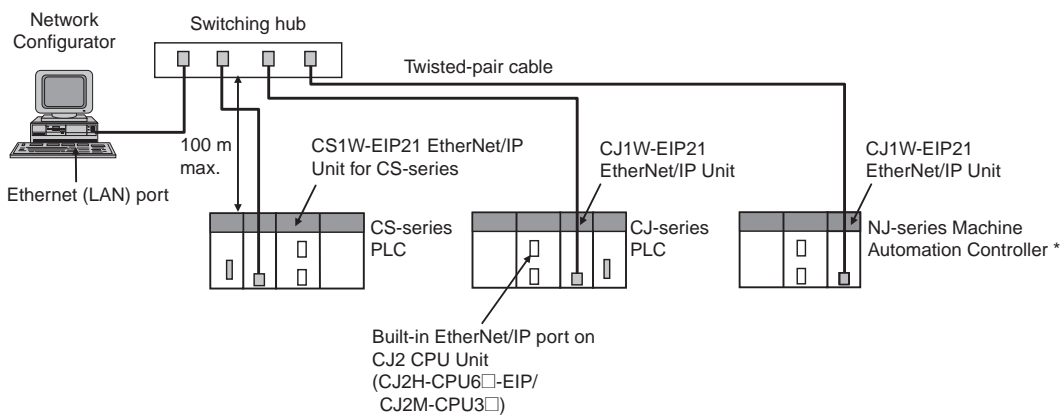 Network
Configurator
Switching hub
Twisted-pair cable
100 m
max.
CS1W-EIP21 EtherNet/IP
Unit for CS-series
CJ1W-EIP21
EtherNet/IP Unit
CJ1W-EIP21
EtherNet/IP Unit
Ethernet (LAN) port
CS-series
PLC
CJ-series
PLC
NJ-series Machine
Automation Controller *
Built-in EtherNet/IP port on
CJ2 CPU Unit
(CJ2H-CPU6□-EIP/
CJ2M-CPU3□)